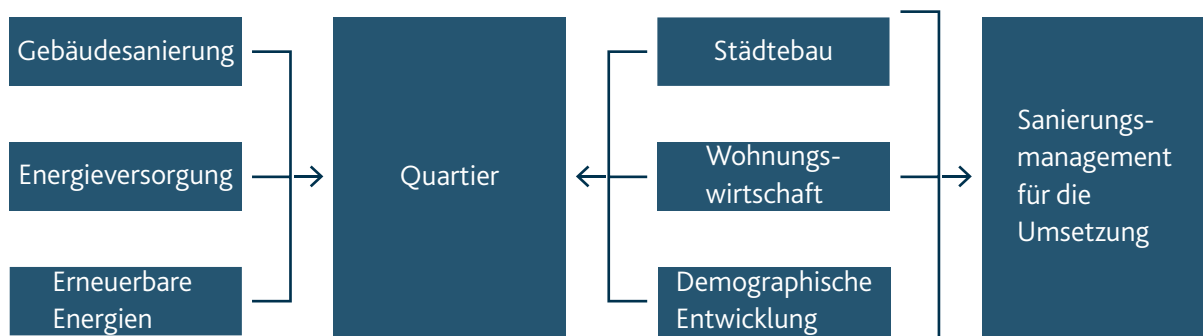 Gebäudesanierung
Energieversorgung
Erneuerbare
Energien
Quartier
Städtebau
Wohnungs-
wirtschaft
Demographische
Entwicklung
Sanierungs-
management
für die
Umsetzung